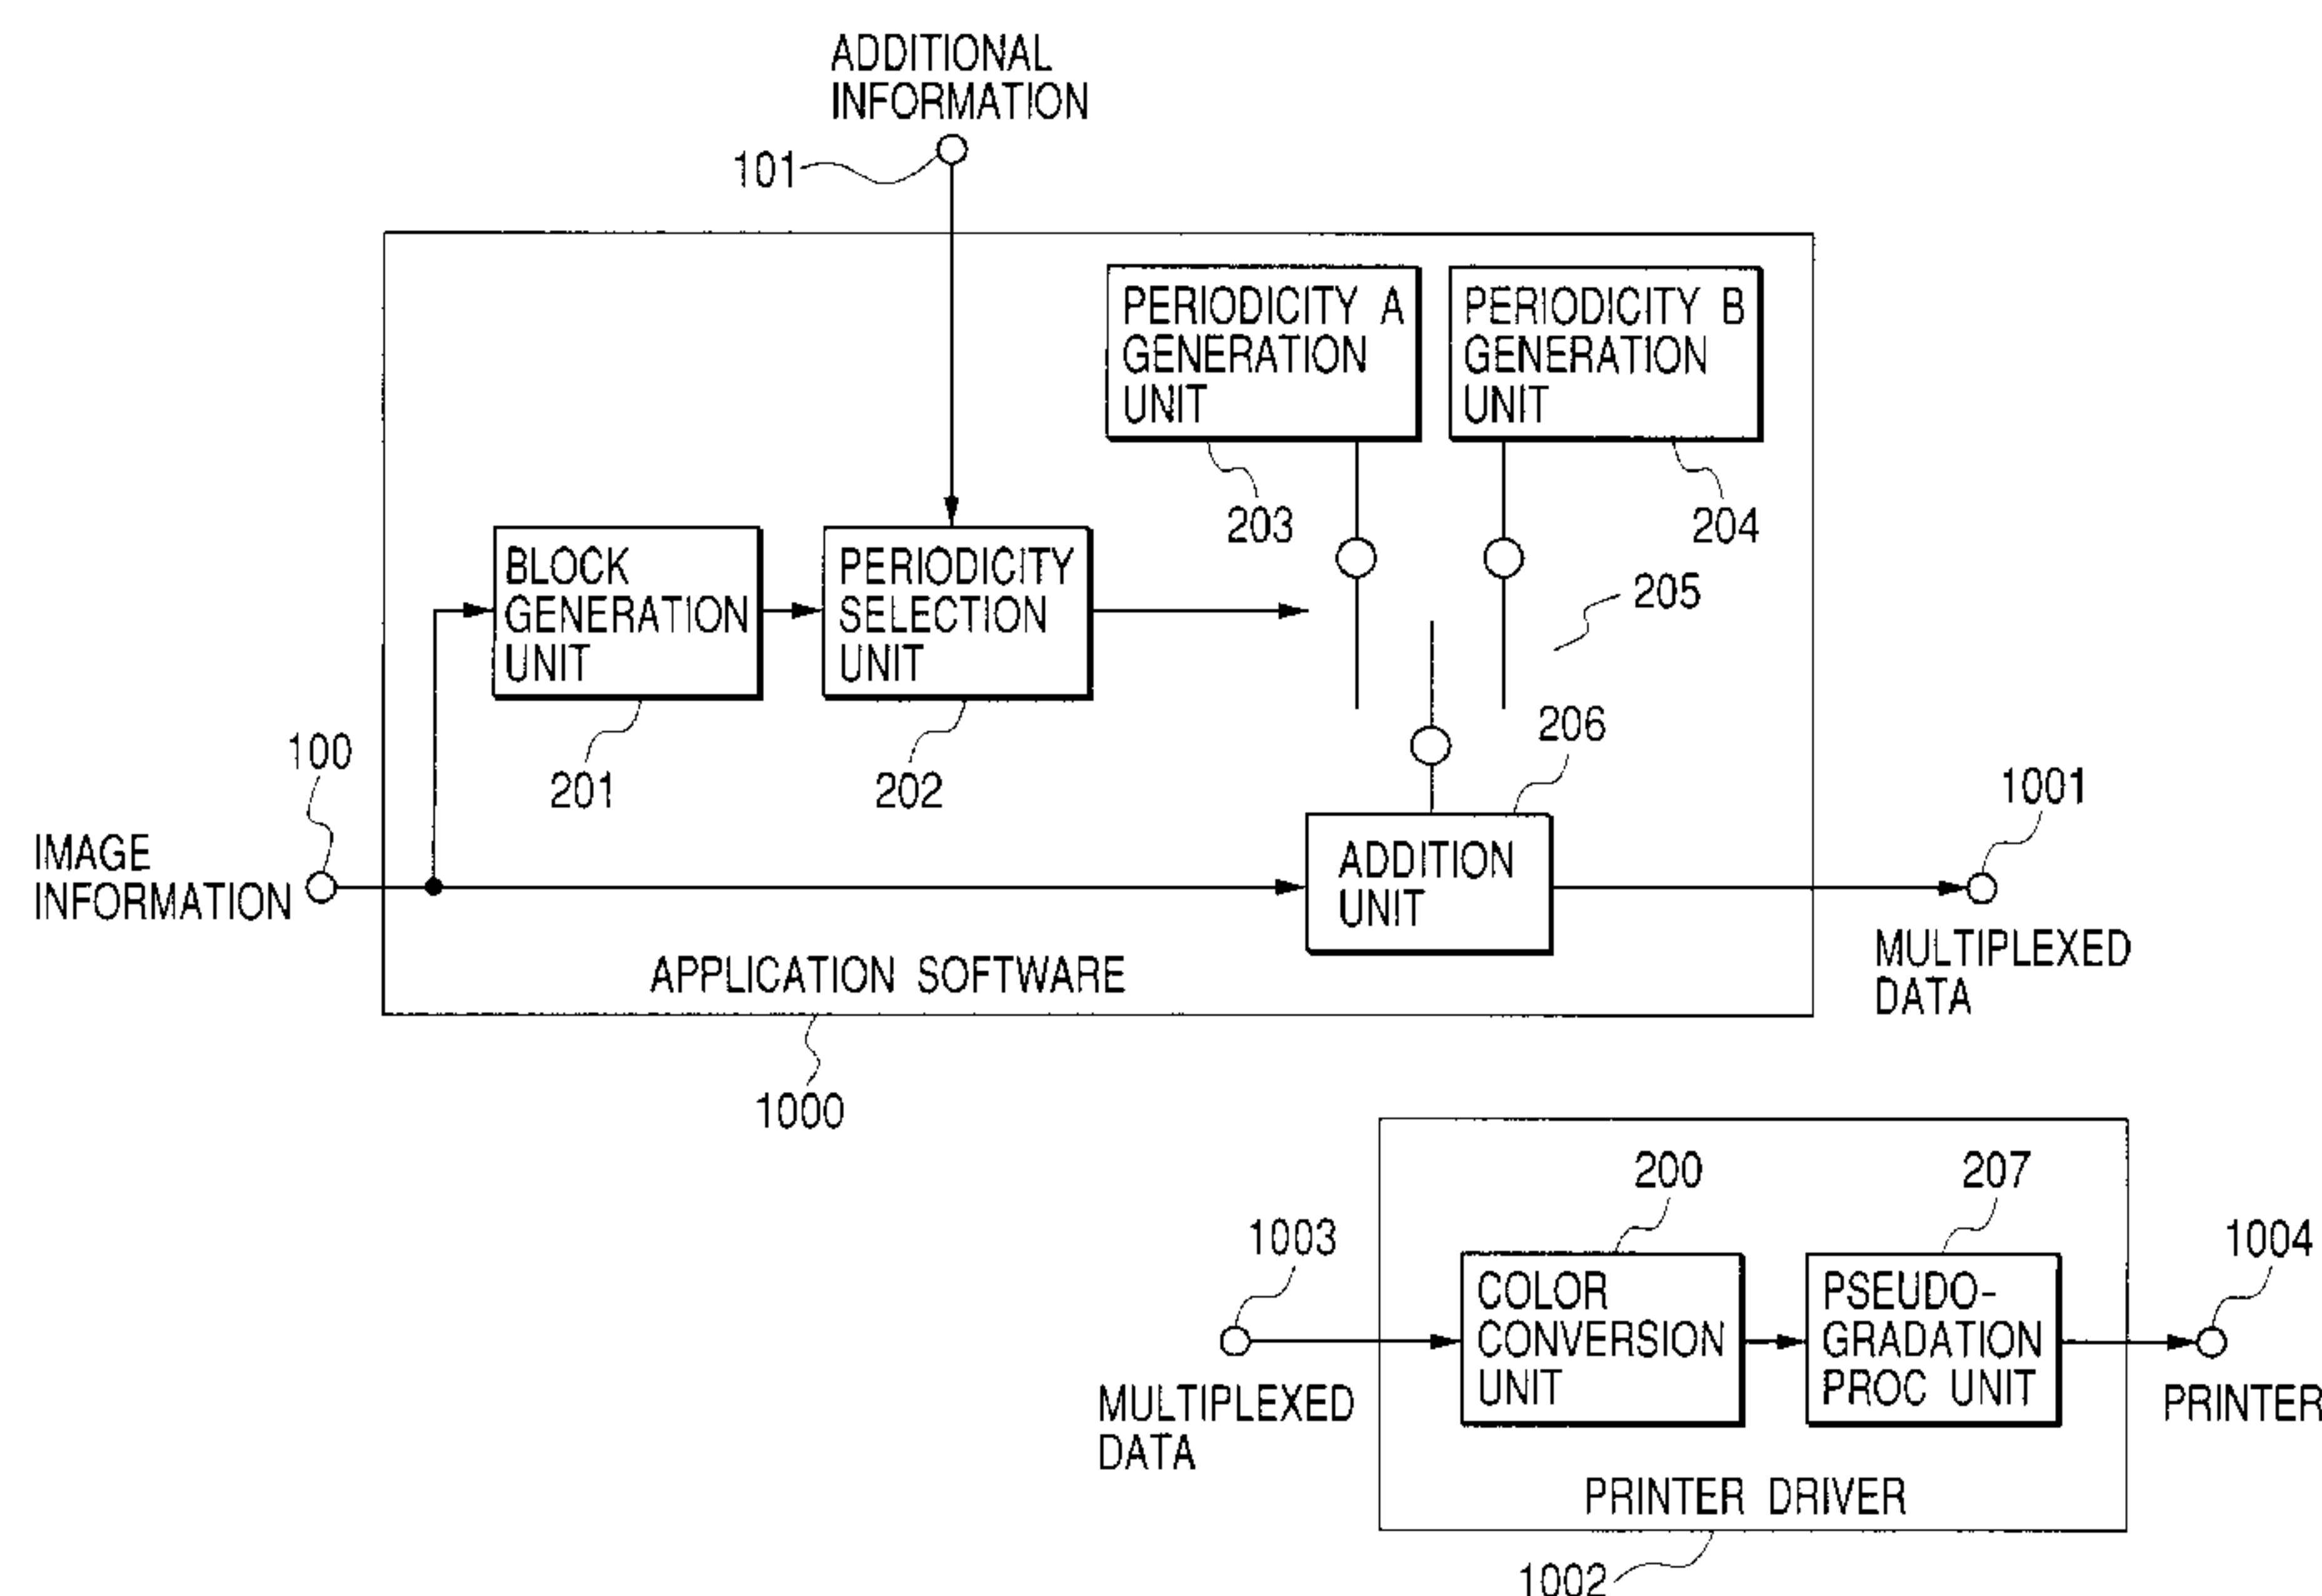 ADDITIONAL
INFORMATION
101
PERIODICITY A
GENERATION
UNIT
PERIODICITY B
GENERATION
UNIT
203
204
BLOCK
GENERATION
UNIT
PERIODICITY
SELECTION
UNIT
205
206
201
202
100
IMAGE
INFORMATION
ADDITION
UNIT
1001
MULTIPLEXED
DATA
APPLICATION SOFTWARE
1000
200
207
1003
1004
COLOR
CONVERSION
UNIT
PSEUDO-
GRADATION
PROC UNIT
MULTIPLEXED
DATA
PRINTER
PRINTER DRIVER
1002